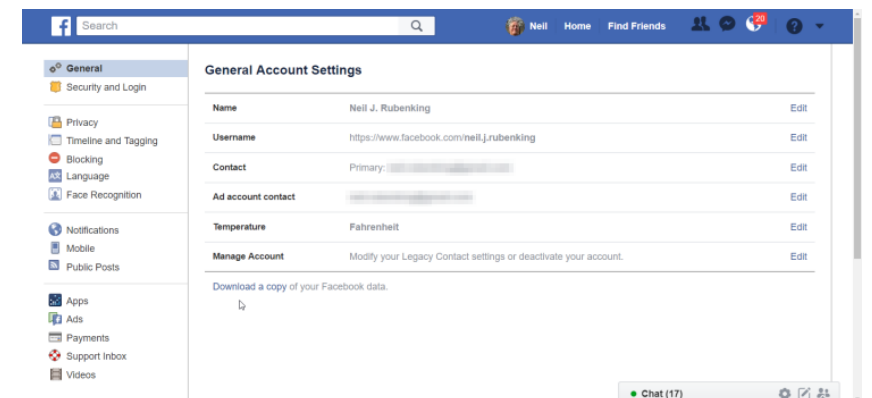 f Search Neil Home Find Friends 20 ?
General
Security and Login
Privacy
Timeline and Tagging
Blocking
Language
Face Recognition
Notifications
Mobile
Public Posts
Apps
Ads
Payments
Support Inbox
Videos
General Account Settings
Name Neil J. Rubenking Edit
Username https://www.facebook.com/neil.j.rubenking Edit
Contact Primary: Edit
Ad account contact Edit
Temperature Fahrenheit Edit
Manage Account Modify your Legacy Contact settings or deactivate your account. Edit
Download a copy of your Facebook data.
Chat (17)